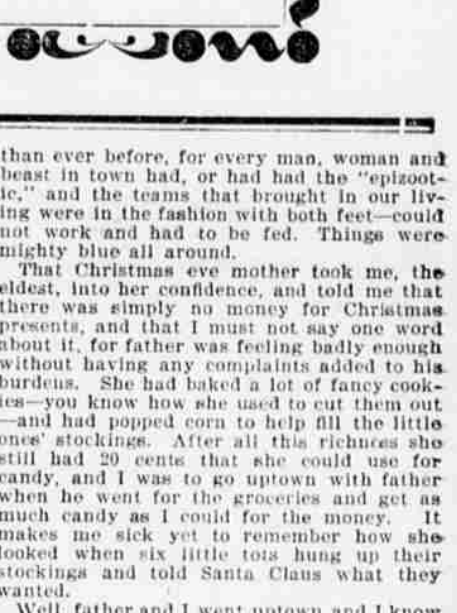 than ever before, for every man, woman and
beast in town had, or had had the "epizoot-
ic," and the teams that brought in our liv-
ing were in the fashion with both feet—could
not work and had to be fed. Things were
mighty blue all around.
That Christmas eve mother took me, the
eldest, into her confidence, and told me that
there was simply no money for Christmas
presents, and that I must not say one word
about it, for father was feeling badly enough
without having any complaints added to his
burdens. She had baked a lot of fancy cook-
ies—you know how she used to cut them out
—and had popped corn to help fill the little
ones' stockings. After all this richness she
still had 20 cents that she could use for
candy, and I was to go uptown with father
when he went for the groceries and get as
much candy as I could for the money. It
makes me sick yet to remember how she
looked when six little tots hung up their
stockings and told Santa Claus what they
wanted.
Well, father and I went uptown and I know